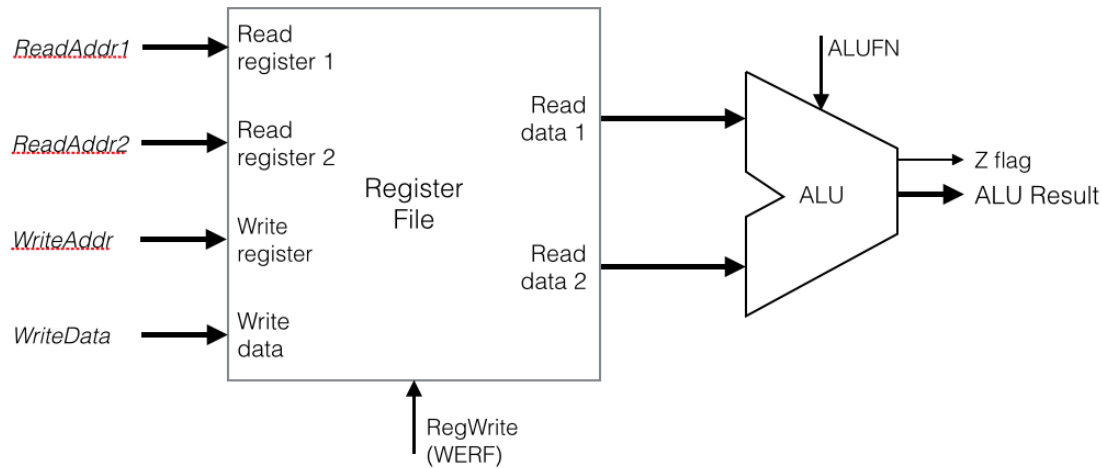 ReadAddr1
Read
register 1
ReadAddr2
Read
register 2
WriteAddr
Write
register
WriteData
Write
data
Register
File
Read
data 1
Read
data 2
RegWrite
(WERF)
ALUFN
ALU
Z flag
ALU Result